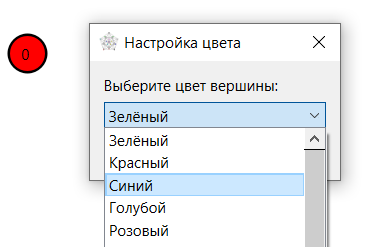 0
Настройка цвета
Выберите цвет вершины:
Зелёный
Зелёный
Красный
Синий
Голубой
Розовый